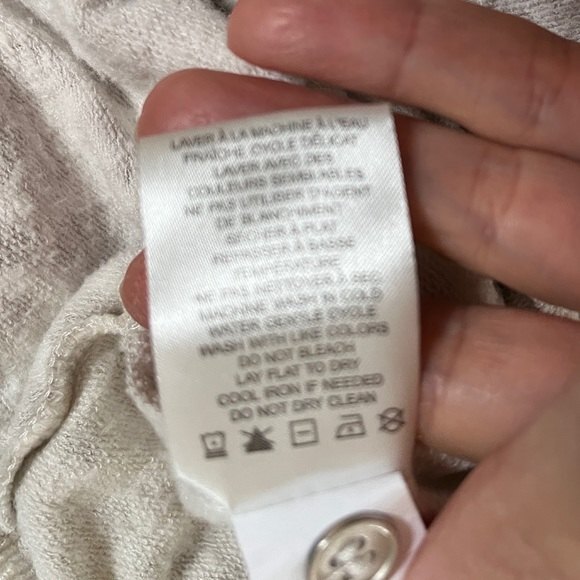 LAVER À LA MACHINE À L'EAU
FRAÎCHE, CYCLE DÉLICAT
LAVER AVEC DES
COULEURS SEMBLABLES
NE PAS UTILISER D'AGENT
DE BLANCHIMENT
SÉCHER À PLAT
REPASSER À BASSE
TEMPÉRATURE
NE PAS NETTOYER À SEC
MACHINE WASH IN COLD
WATER GENTLE CYCLE
WASH WITH LIKE COLORS
DO NOT BLEACH
LAY FLAT TO DRY
COOL IRON IF NEEDED
DO NOT DRY CLEAN